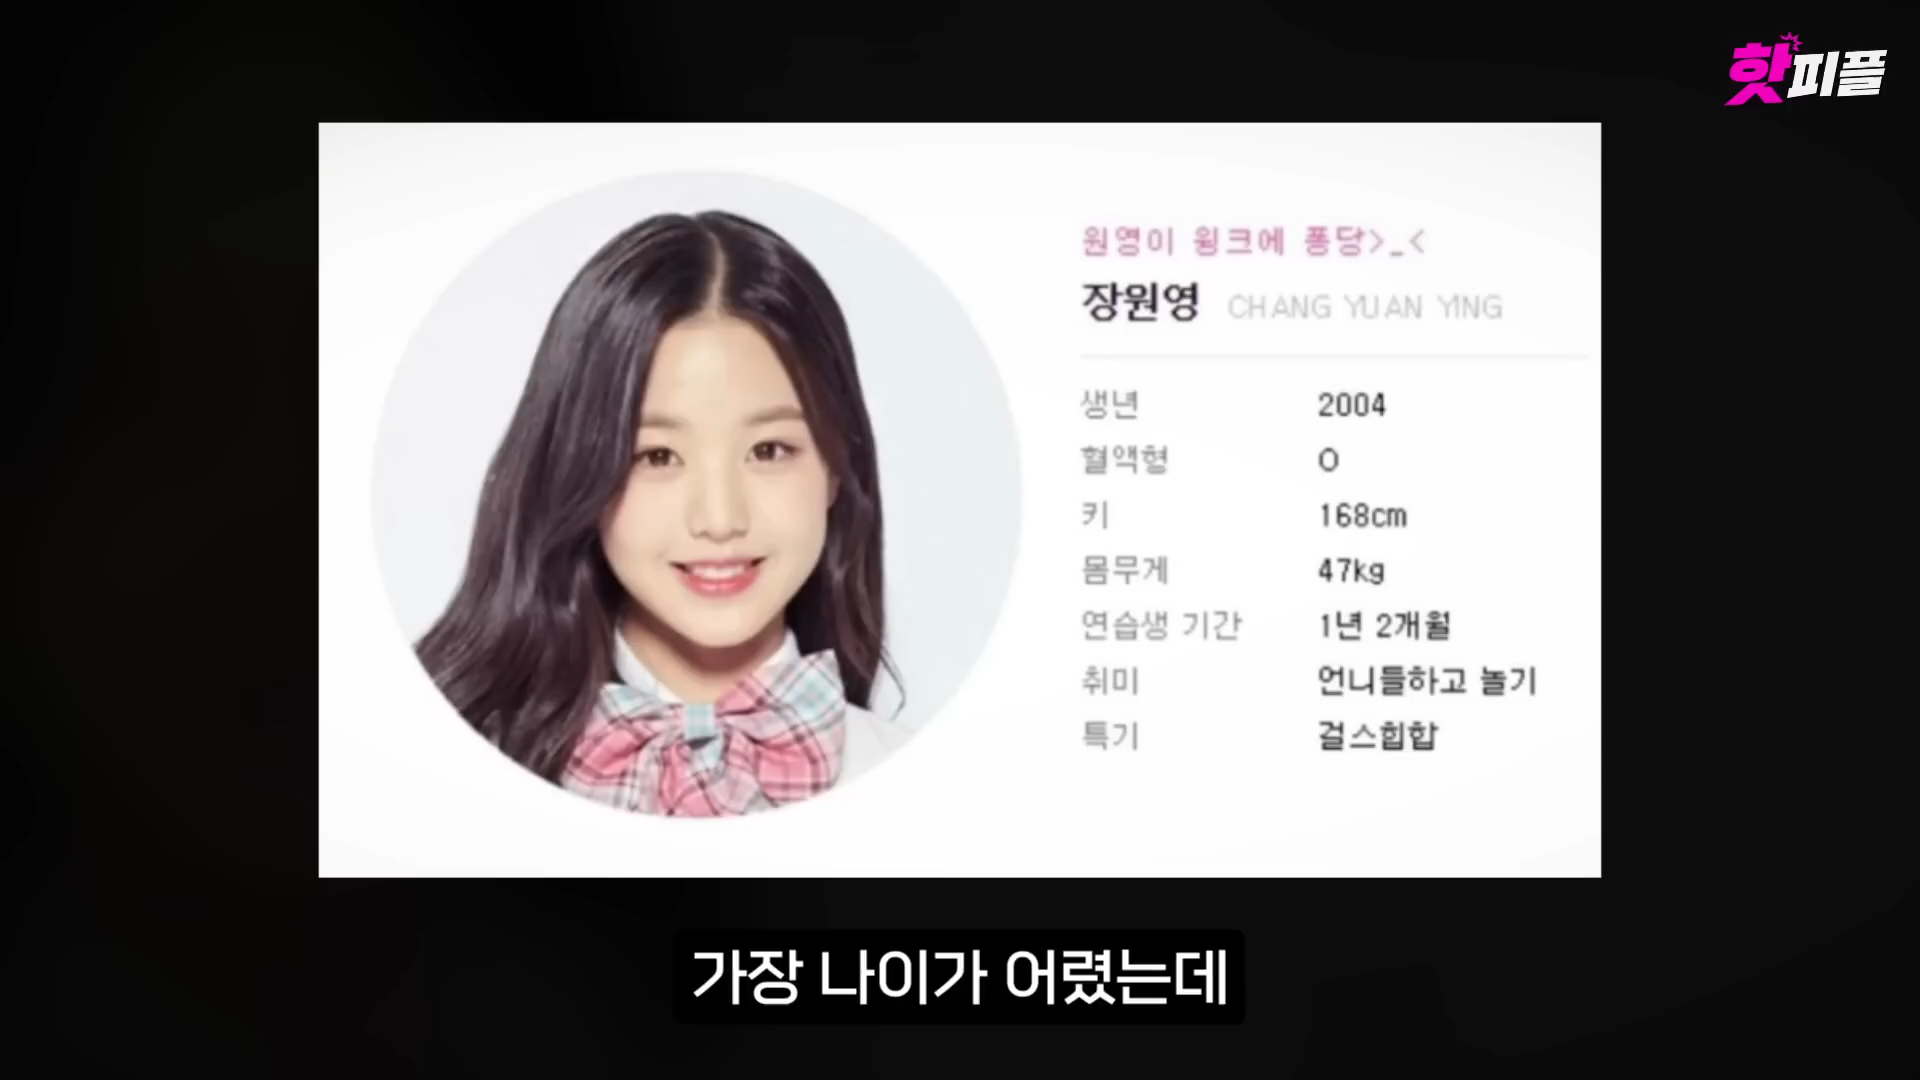 핫피플
원영이 윙크에 퐁당>_<
장원영 CHANG YUAN YING
생년 2004
혈액형 O
키 168cm
몸무게 47kg
연습생 기간 1년 2개월
취미 언니들하고 놀기
특기 걸스힙합
가장 나이가 어렸는데